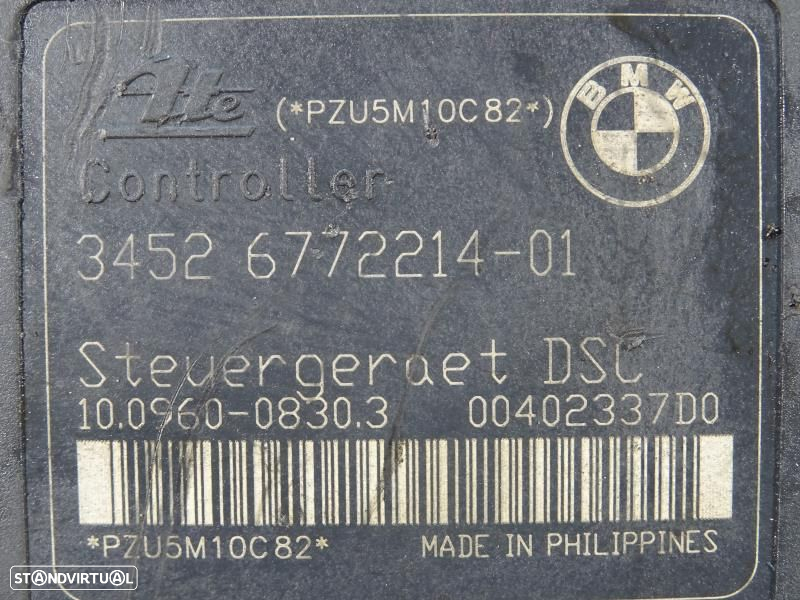 Ate (*PZU5M10C82*)
BMW
Controller
3452 6772214-01
Steuergeraet DSC
10.0960-0830.3 00402337D0
*PZU5M10C82* MADE IN PHILIPPINES
STANDVIRTUAL